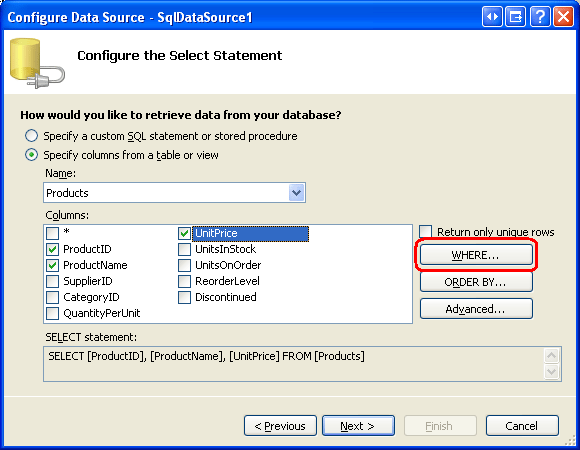 Configure Data Source - SqlDataSource1
Configure the Select Statement
How would you like to retrieve data from your database?
Specify a custom SQL statement or stored procedure
Specify columns from a table or view
Name:
Products
Columns:
*
ProductID
ProductName
SupplierID
CategoryID
QuantityPerUnit
UnitPrice
UnitsInStock
UnitsOnOrder
ReorderLevel
Discontinued
Return only unique rows
WHERE...
ORDER BY...
Advanced...
SELECT statement:
SELECT [ProductID], [ProductName], [UnitPrice] FROM [Products]
< Previous
Next >
Finish
Cancel